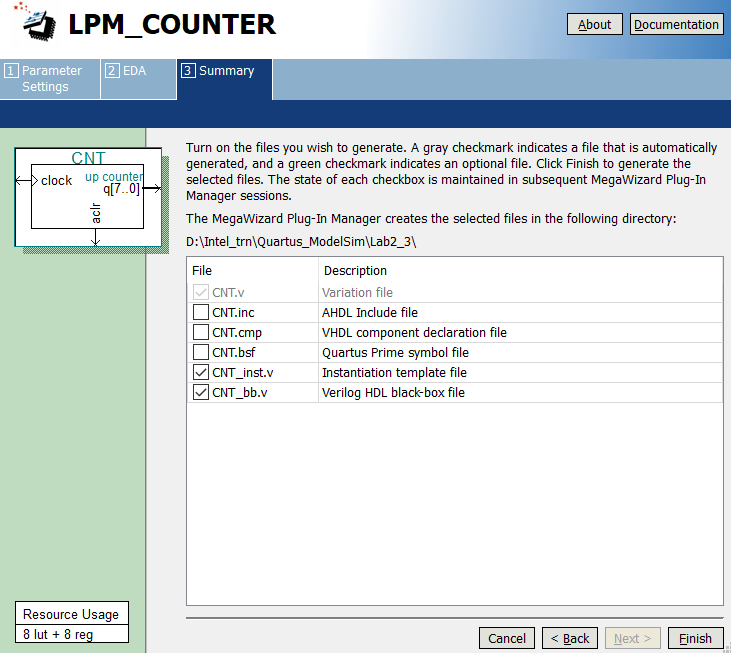 LPM_COUNTER
About
Documentation
1 Parameter
Settings
2 EDA
3 Summary
CNT
clock
up counter
q[7..0]
aclr
Turn on the files you wish to generate. A gray checkmark indicates a file that is automatically
generated, and a green checkmark indicates an optional file. Click Finish to generate the
selected files. The state of each checkbox is maintained in subsequent MegaWizard Plug-In
Manager sessions.
The MegaWizard Plug-In Manager creates the selected files in the following directory:
D:\Intel_trn\Quartus_ModelSim\Lab2_3\
File Description
CNT.v Variation file
CNT.inc AHDL Include file
CNT.cmp VHDL component declaration file
CNT.bsf Quartus Prime symbol file
CNT_inst.v Instantiation template file
CNT_bb.v Verilog HDL black-box file
Resource Usage
8 lut + 8 reg
Cancel
< Back
Next >
Finish